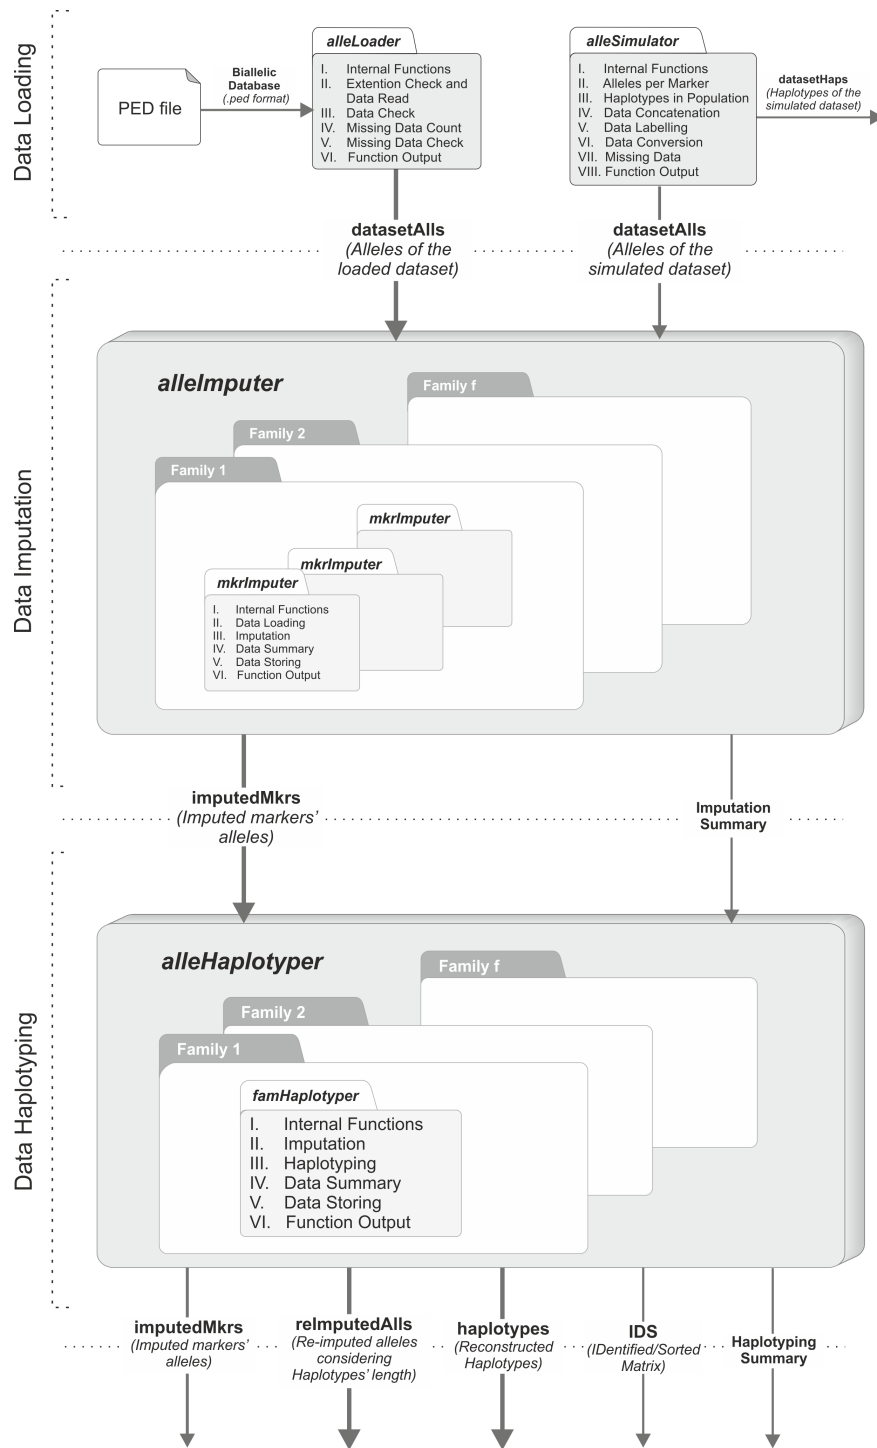 Data Loading
PED file
Biallelic
Database
(.ped format)
alleLoader
I. Internal Functions
II. Extention Check and
Data Read
III. Data Check
IV. Missing Data Count
V. Missing Data Check
VI. Function Output
alleSimulator
I. Internal Functions
II. Alleles per Marker
III. Haplotypes in Population
IV. Data Concatenation
V. Data Labelling
VI. Data Conversion
VII. Missing Data
VIII. Function Output
datasetHaps
(Haplotypes of the
simulated dataset)
datasetAlls
(Alleles of the
loaded dataset)
datasetAlls
(Alleles of the
simulated dataset)
Data Imputation
alleImputer
Family f
Family 2
Family 1
mkrImputer
mkrImputer
mkrImputer
I. Internal Functions
II. Data Loading
III. Imputation
IV. Data Summary
V. Data Storing
VI. Function Output
imputedMkrs
(Imputed markers’
alleles)
Imputation
Summary
Data Haplotyping
alleHaplotyper
Family f
Family 2
Family 1
famHaplotyper
I. Internal Functions
II. Imputation
III. Haplotyping
IV. Data Summary
V. Data Storing
VI. Function Output
imputedMkrs
(Imputed markers’
alleles)
reImputedAlls
(Re-imputed alleles
considering
Haplotypes’ length)
haplotypes
(Reconstructed
Haplotypes)
IDS
(IDentified/Sorted
Matrix)
Haplotyping
Summary